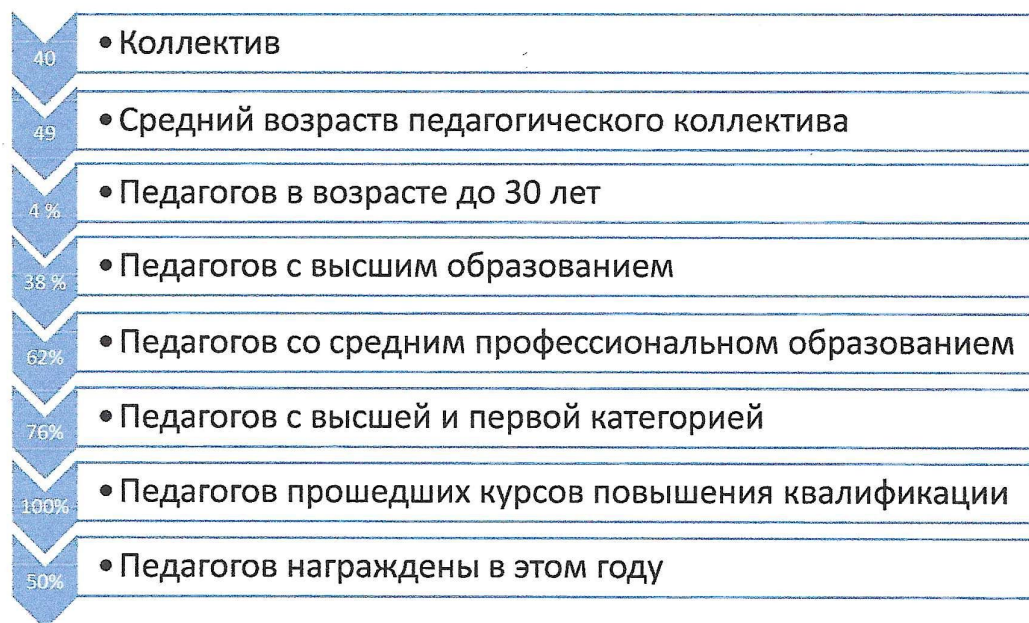 40 • Коллектив
49 • Средний возраств педагогического коллектива
4 % • Педагогов в возрасте до 30 лет
38 % • Педагогов с высшим образованием
62% • Педагогов со средним профессиональном образованием
76% • Педагогов с высшей и первой категорией
100% • Педагогов прошедших курсов повышения квалификации
50% • Педагогов награждены в этом году